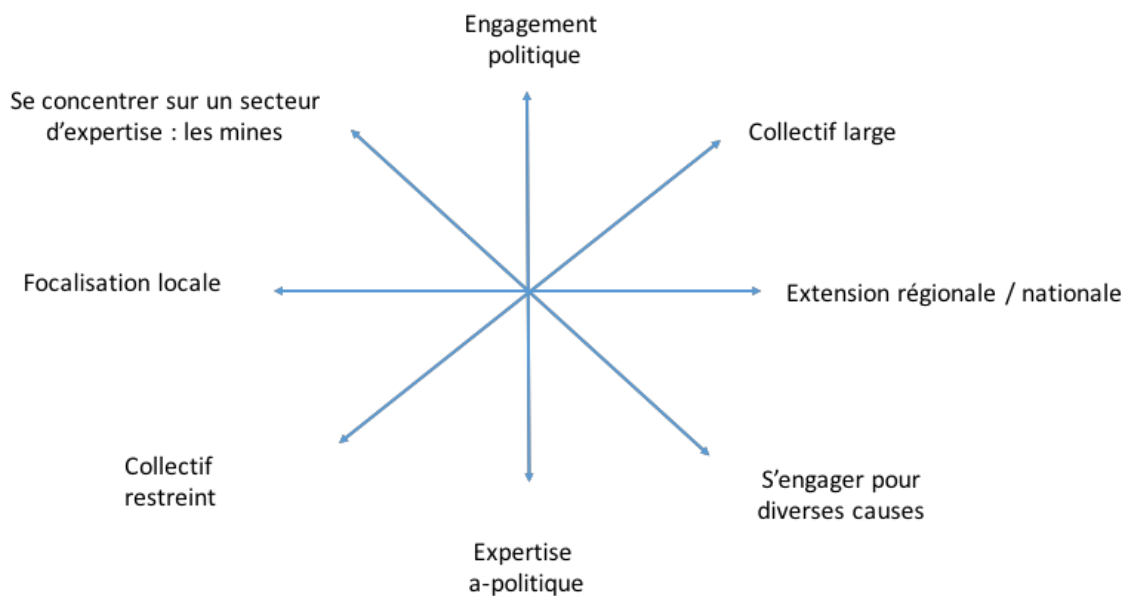 Engagement
politique
Se concentrer sur un secteur
d'expertise : les mines
Collectif large
Focalisation locale
Extension régionale / nationale
Collectif
restreint
S'engager pour
diverses causes
Expertise
a-politique